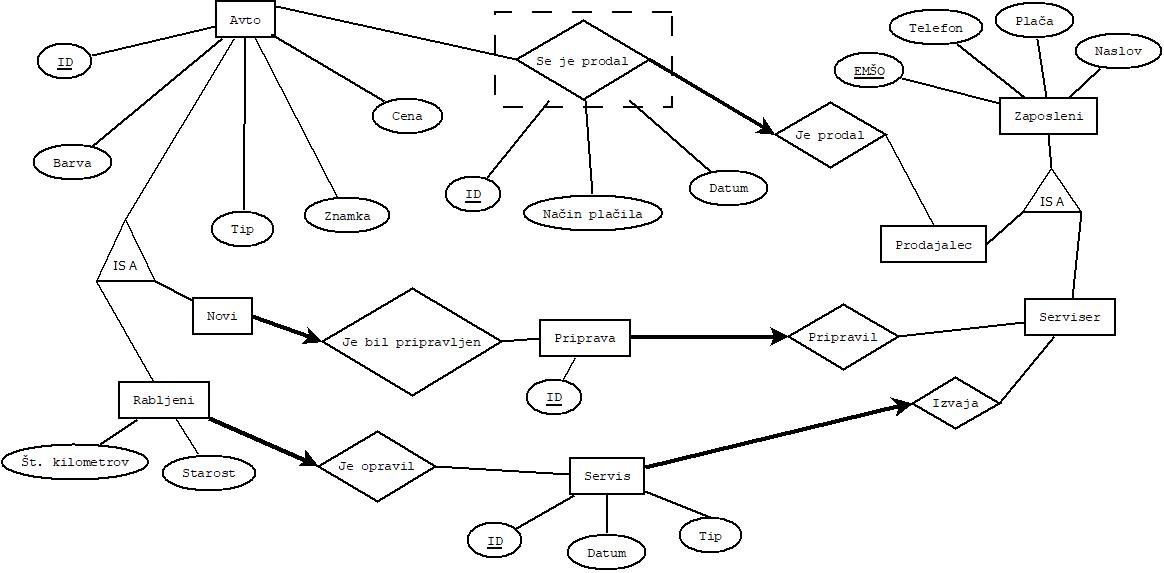 Avto
ID
Barva
Tip
Znamka
Cena
Se je prodal
ID
Način plačila
Datum
Je prodal
Telefon
Plača
Naslov
EMŠO
Zaposleni
IS A
Prodajalec
Serviser
IS A
Novi
Je bil pripravljen
Priprava
ID
Pripravil
Rabljeni
Št. kilometrov
Starost
Je opravil
Servis
ID
Datum
Tip
Izvaja